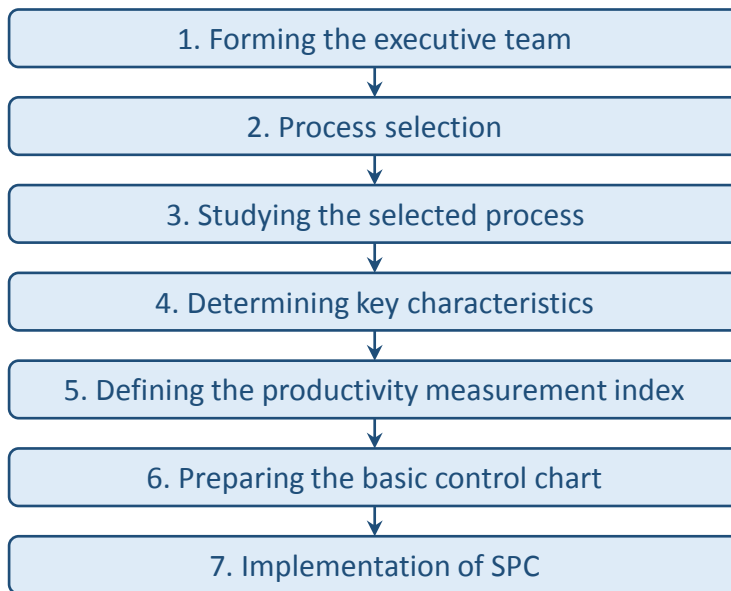 1. Forming the executive team
2. Process selection
3. Studying the selected process
4. Determining key characteristics
5. Defining the productivity measurement index
6. Preparing the basic control chart
7. Implementation of SPC